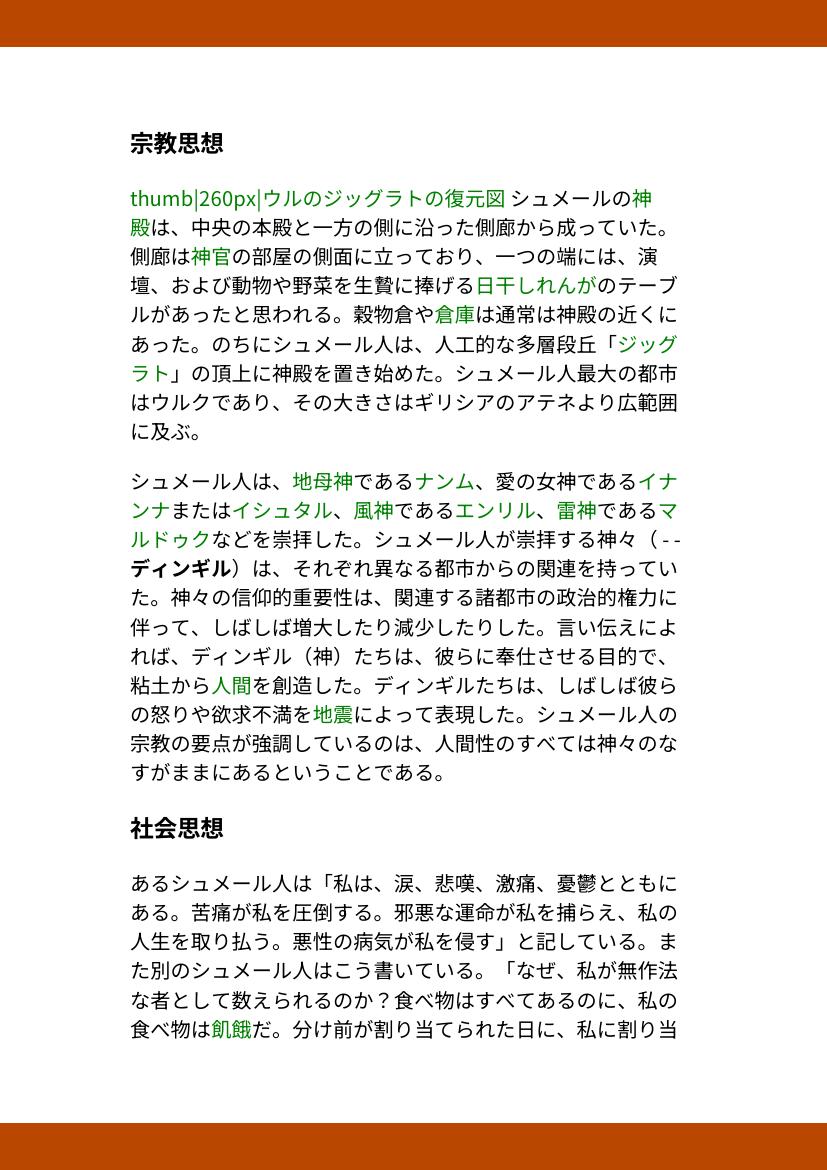 宗教思想
thumb|260px|ウルのジッグラトの復元図 シュメールの神
殿は、中央の本殿と一方の側に沿った側廊から成っていた。
側廊は神官の部屋の側面に立っており、一つの端には、演
壇、および動物や野菜を生贄に捧げる日干しれんがのテーブ
ルがあったと思われる。穀物倉や倉庫は通常は神殿の近くに
あった。のちにシュメール人は、人工的な多層段丘「ジッグ
ラト」の頂上に神殿を置き始めた。シュメール人最大の都市
はウルクであり、その大きさはギリシアのアテネより広範囲
に及ぶ。
シュメール人は、地母神であるナンム、愛の女神であるイナ
ンナまたはイシュタル、風神であるエンリル、雷神であるマ
ルドゥクなどを崇拝した。シュメール人が崇拝する神々（ - -
ディンギル）は、それぞれ異なる都市からの関連を持ってい
た。神々の信仰的重要性は、関連する諸都市の政治的権力に
伴って、しばしば増大したり減少したりした。言い伝えによ
れば、ディンギル（神）たちは、彼らに奉仕させる目的で、
粘土から人間を創造した。ディンギルたちは、しばしば彼ら
の怒りや欲求不満を地震によって表現した。シュメール人の
宗教の要点が強調しているのは、人間性のすべては神々のな
すがままにあるということである。
社会思想
あるシュメール人は「私は、涙、悲嘆、激痛、憂鬱とともに
ある。苦痛が私を圧倒する。邪悪な運命が私を捕らえ、私の
人生を取り払う。悪性の病気が私を侵す」と記している。ま
た別のシュメール人はこう書いている。「なぜ、私が無作法
な者として数えられるのか？食べ物はすべてあるのに、私の
食べ物は飢餓だ。分け前が割り当てられた日に、私に割り当